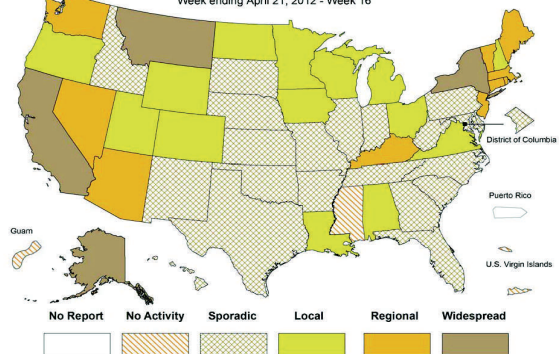 Week ending April 21, 2012 - Week 16
District of Columbia
Puerto Rico
Guam
U.S. Virgin Islands
No Report No Activity Sporadic Local Regional Widespread